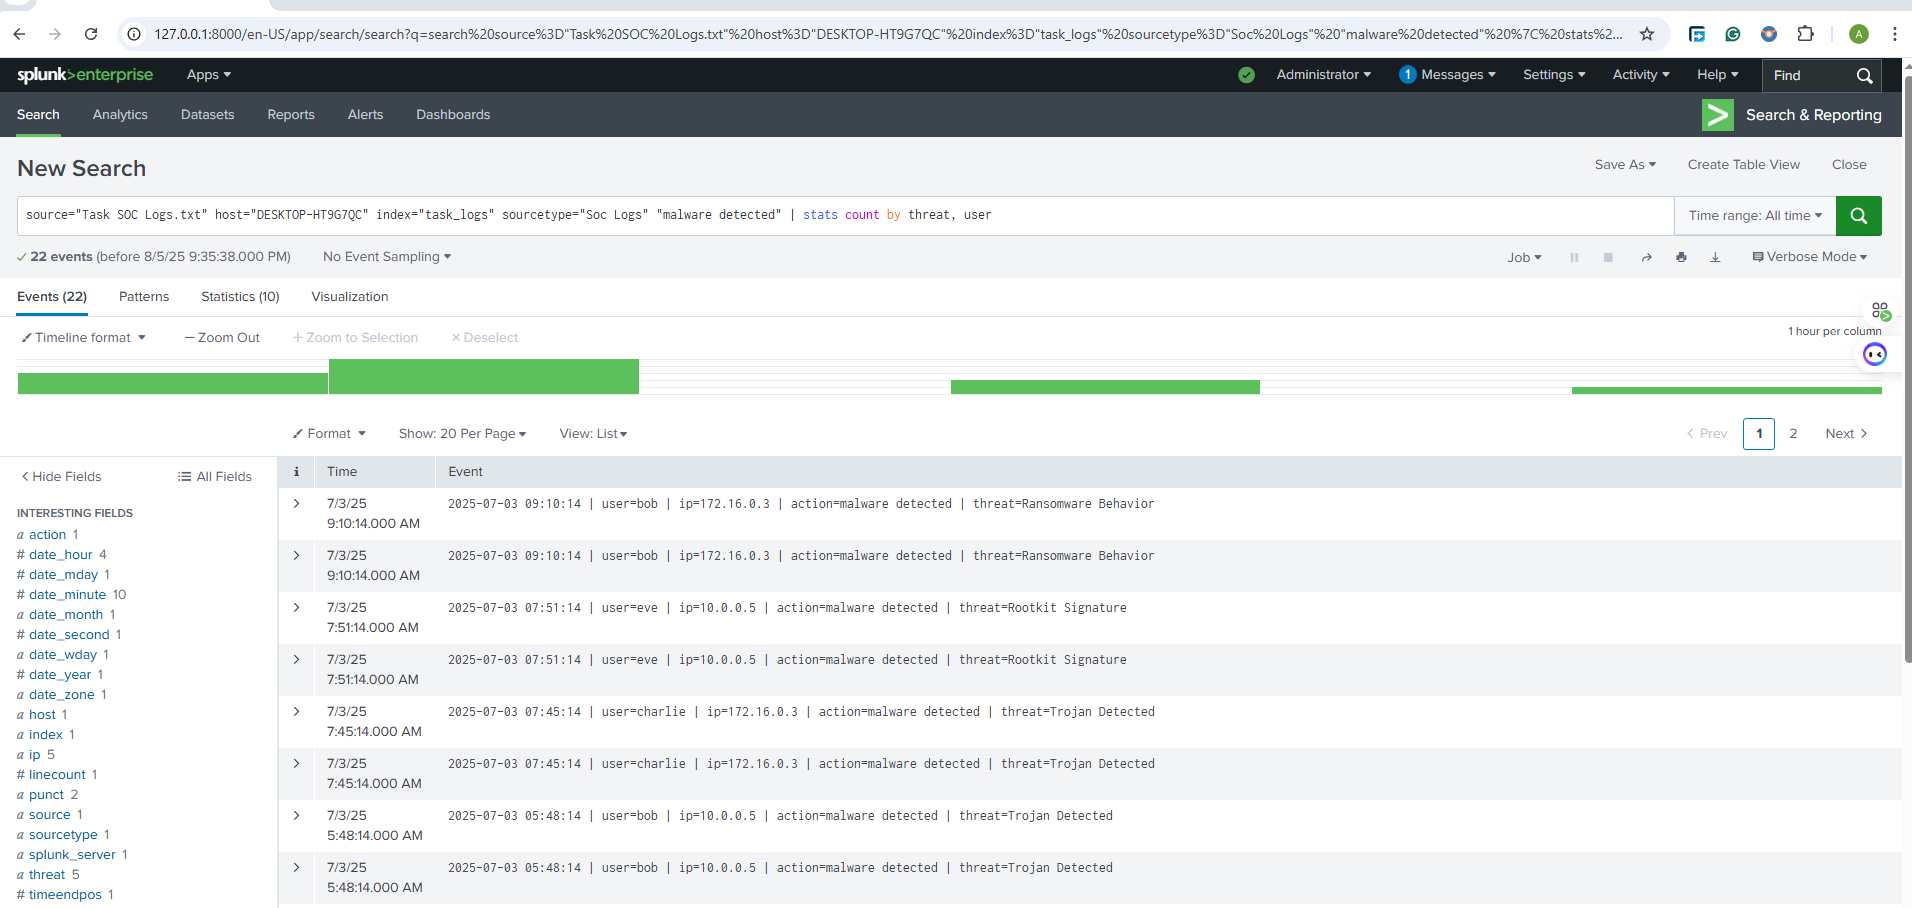 127.0.0.1:8000/en-US/app/search/search?q=search%20source%3D"Task%20SOC%20Logs.txt"%20host%3D"DESKTOP-HT9G7QC"%20index%3D"task_logs"%20sourcetype%3D"Soc%20Logs"%20"malware%20detected"%20%7C%20stats%2...
A
splunk>enterprise Apps Administrator 1 Messages Settings Activity Help Find
Search Analytics Datasets Reports Alerts Dashboards Search & Reporting
New Search Save As Create Table View Close
source="Task SOC Logs.txt" host="DESKTOP-HT9G7QC" index="task_logs" sourcetype="Soc Logs" "malware detected" | stats count by threat, user Time range: All time
22 events (before 8/5/25 9:35:38.000 PM) No Event Sampling Job Verbose Mode
Events (22) Patterns Statistics (10) Visualization
Timeline format — Zoom Out + Zoom to Selection × Deselect 1 hour per column
Format Show: 20 Per Page View: List < Prev 1 2 Next >
< Hide Fields All Fields
i Time Event
INTERESTING FIELDS
a action 1
# date_hour 4
# date_mday 1
# date_minute 10
a date_month 1
# date_second 1
a date_wday 1
# date_year 1
a date_zone 1
a host 1
a index 1
a ip 5
# linecount 1
a punct 2
a source 1
a sourcetype 1
a splunk_server 1
a threat 5
# timeendpos 1
> 7/3/25 2025-07-03 09:10:14 | user=bob | ip=172.16.0.3 | action=malware detected | threat=Ransomware Behavior
9:10:14.000 AM
> 7/3/25 2025-07-03 09:10:14 | user=bob | ip=172.16.0.3 | action=malware detected | threat=Ransomware Behavior
9:10:14.000 AM
> 7/3/25 2025-07-03 07:51:14 | user=eve | ip=10.0.0.5 | action=malware detected | threat=Rootkit Signature
7:51:14.000 AM
> 7/3/25 2025-07-03 07:51:14 | user=eve | ip=10.0.0.5 | action=malware detected | threat=Rootkit Signature
7:51:14.000 AM
> 7/3/25 2025-07-03 07:45:14 | user=charlie | ip=172.16.0.3 | action=malware detected | threat=Trojan Detected
7:45:14.000 AM
> 7/3/25 2025-07-03 07:45:14 | user=charlie | ip=172.16.0.3 | action=malware detected | threat=Trojan Detected
7:45:14.000 AM
> 7/3/25 2025-07-03 05:48:14 | user=bob | ip=10.0.0.5 | action=malware detected | threat=Trojan Detected
5:48:14.000 AM
> 7/3/25 2025-07-03 05:48:14 | user=bob | ip=10.0.0.5 | action=malware detected | threat=Trojan Detected
5:48:14.000 AM